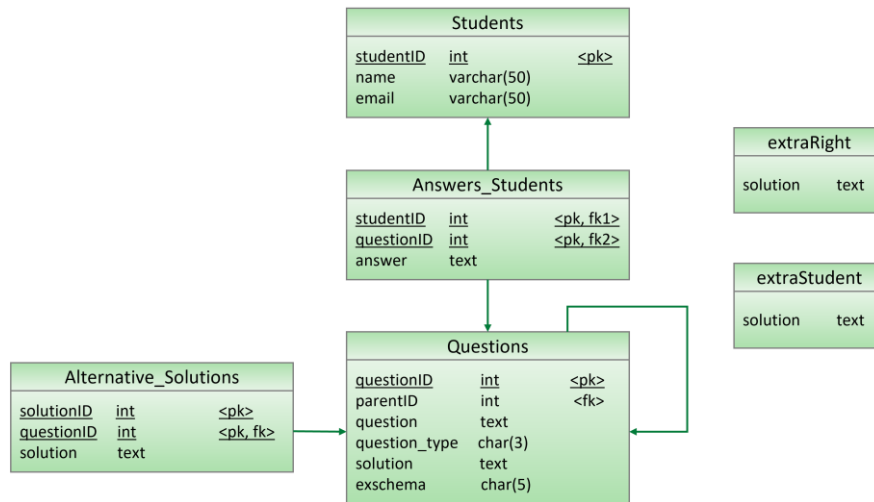 Students
studentID int <pk>
name varchar(50)
email varchar(50)
extraRight
solution text
Answers_Students
studentID int <pk, fk1>
questionID int <pk, fk2>
answer text
extraStudent
solution text
Questions
questionID int <pk>
parentID int <fk>
question text
question_type char(3)
solution text
exschema char(5)
Alternative_Solutions
solutionID int <pk>
questionID int <pk, fk>
solution text